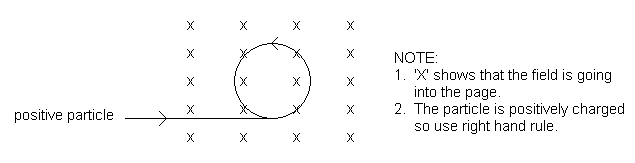 X X X X
X X X X
X X X X
X X X X
X X X X
positive particle
NOTE:
1. 'X' shows that the field is going
into the page.
2. The particle is positively charged
so use right hand rule.